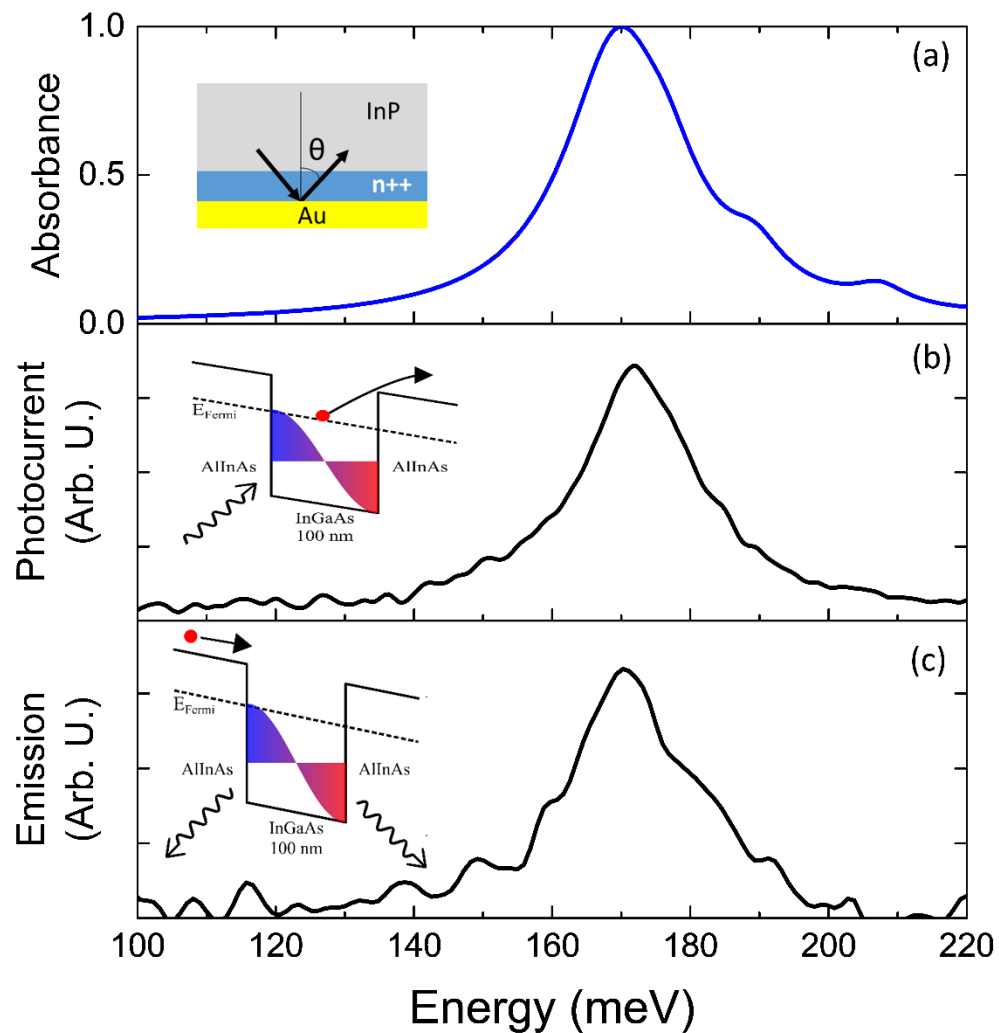 (a)
Absorbance
1.0
0.5
0.0
InP
θ
n++
Au
(b)
Photocurrent
(Arb. U.)
E_Fermi
AlInAs
AlInAs
InGaAs
100 nm
(c)
Emission
(Arb. U.)
E_Fermi
AlInAs
AlInAs
InGaAs
100 nm
100 120 140 160 180 200 220
Energy (meV)